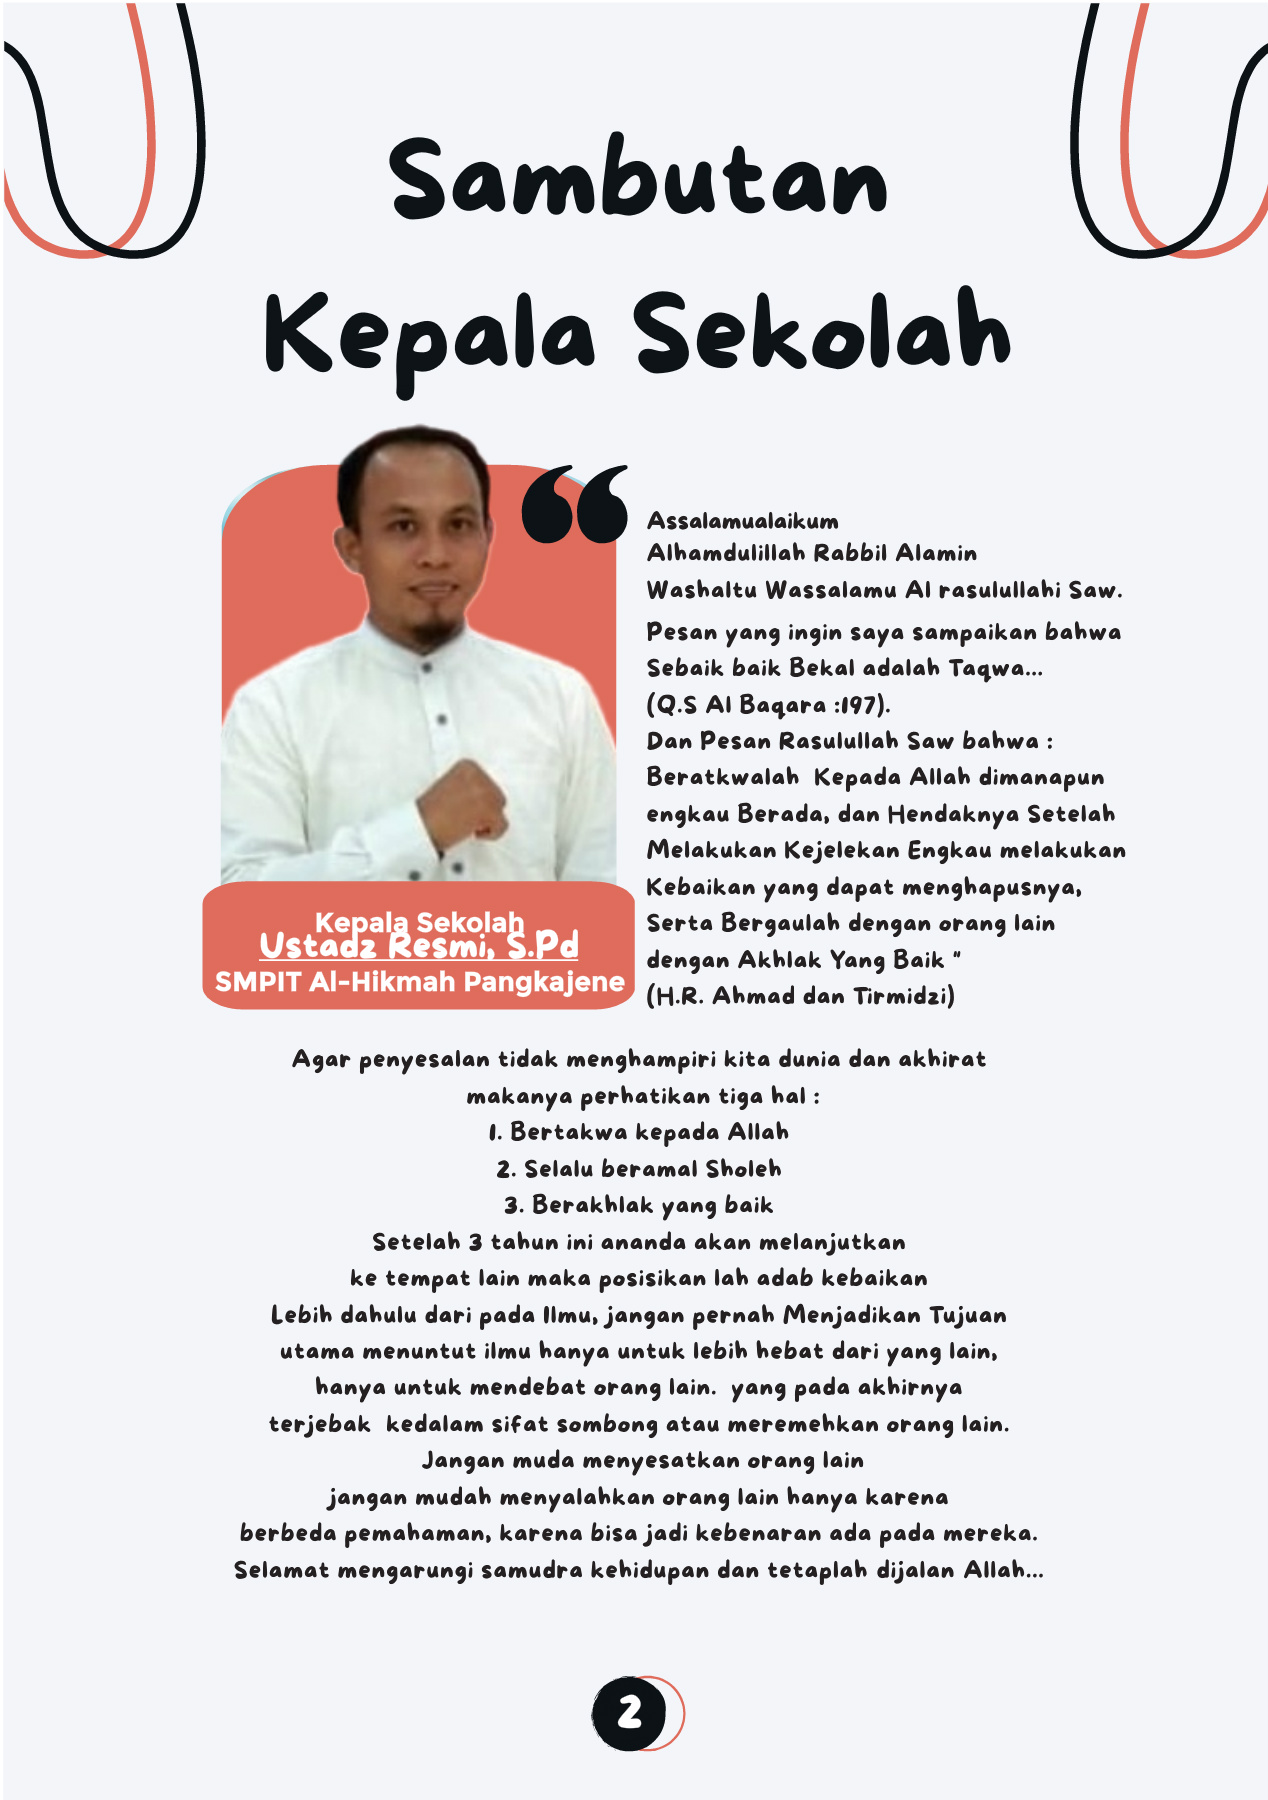 Sambutan
Kepala Sekolah
Assalamualaikum
Alhamdulillah Rabbil Alamin
Washaltu Wassalamu Al rasulullahi Saw.
Pesan yang ingin saya sampaikan bahwa
Sebaik baik Bekal adalah Taqwa...
(Q.S Al Baqara :197).
Dan Pesan Rasulullah Saw bahwa :
Beratkwalah Kepada Allah dimanapun
engkau Berada, dan Hendaknya Setelah
Melakukan Kejelekan Engkau melakukan
Kebaikan yang dapat menghapusnya,
Serta Bergaulah dengan orang lain
dengan Akhlak Yang Baik "
(H.R. Ahmad dan Tirmidzi)
Kepala Sekolah
Ustadz Resmi, S.Pd
SMPIT Al-Hikmah Pangkajene
Agar penyesalan tidak menghampiri kita dunia dan akhirat
makanya perhatikan tiga hal :
1. Bertakwa kepada Allah
2. Selalu beramal Sholeh
3. Berakhlak yang baik
Setelah 3 tahun ini ananda akan melanjutkan
ke tempat lain maka posisikan lah adab kebaikan
Lebih dahulu dari pada Ilmu, jangan pernah Menjadikan Tujuan
utama menuntut ilmu hanya untuk lebih hebat dari yang lain,
hanya untuk mendebat orang lain. yang pada akhirnya
terjebak kedalam sifat sombong atau meremehkan orang lain.
Jangan muda menyesatkan orang lain
jangan mudah menyalahkan orang lain hanya karena
berbeda pemahaman, karena bisa jadi kebenaran ada pada mereka.
Selamat mengarungi samudra kehidupan dan tetaplah dijalan Allah...
2